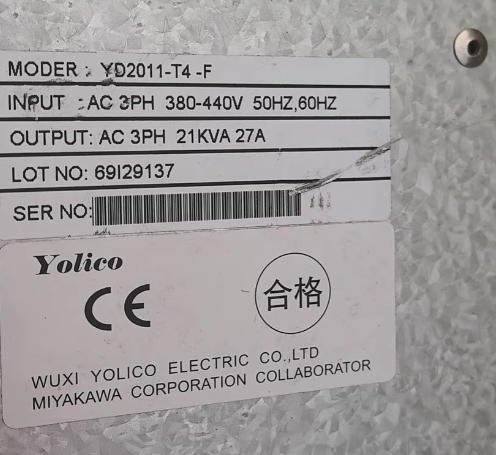 MODER : YD2011-T4-F
INPUT : AC 3PH 380-440V 50HZ,60HZ
OUTPUT: AC 3PH 21KVA 27A
LOT NO: 69I29137
SER NO:
Yolico
CE
合格
WUXI YOLICO ELECTRIC CO.,LTD
MIYAKAWA CORPORATION COLLABORATOR